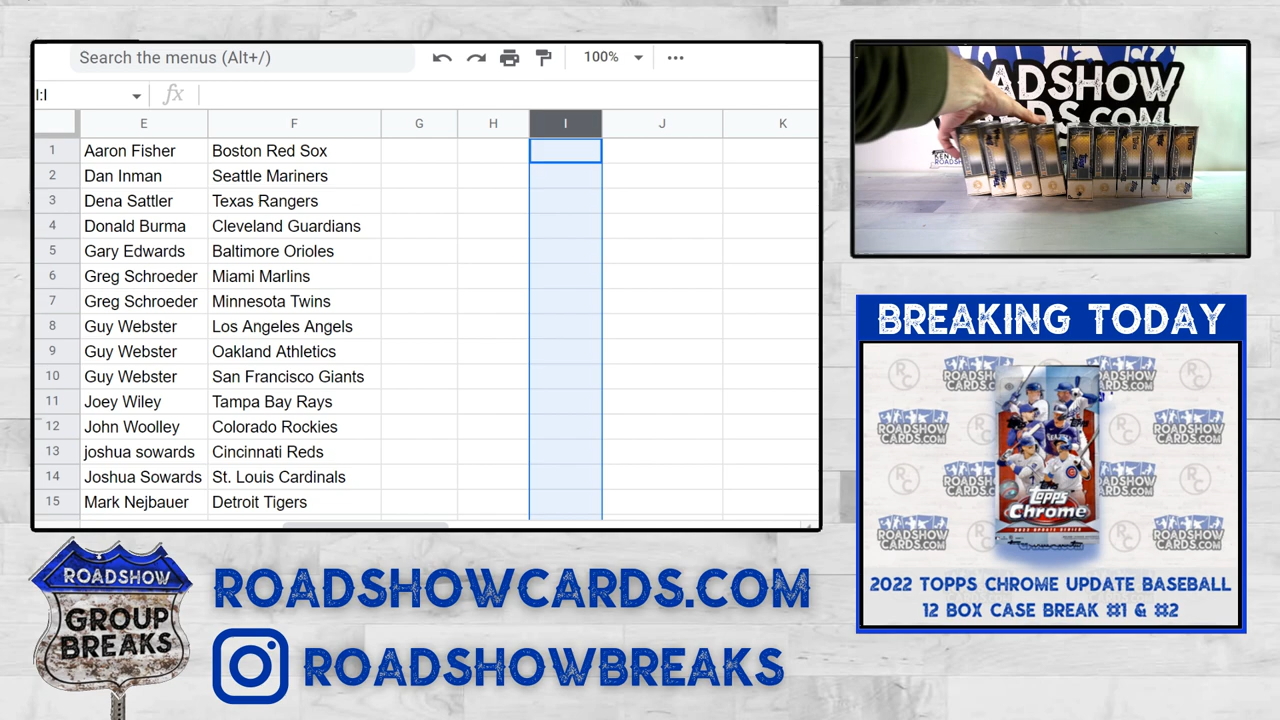 Search the menus (Alt+/)
100%
I:I
fx
E F G H I J K
1 Aaron Fisher Boston Red Sox
2 Dan Inman Seattle Mariners
3 Dena Sattler Texas Rangers
4 Donald Burma Cleveland Guardians
5 Gary Edwards Baltimore Orioles
6 Greg Schroeder Miami Marlins
7 Greg Schroeder Minnesota Twins
8 Guy Webster Los Angeles Angels
9 Guy Webster Oakland Athletics
10 Guy Webster San Francisco Giants
11 Joey Wiley Tampa Bay Rays
12 John Woolley Colorado Rockies
13 joshua sowards Cincinnati Reds
14 Joshua Sowards St. Louis Cardinals
15 Mark Nejbauer Detroit Tigers
ADSHOW
BREAKING TODAY
ROADSHOW
CARDS.COM
RC
Topps
Chrome
2022 TOPPS CHROME UPDATE BASEBALL
12 BOX CASE BREAK #1 & #2
ROADSHOW
GROUP
BREAKS
ROADSHOWCARDS.COM
ROADSHOWBREAKS